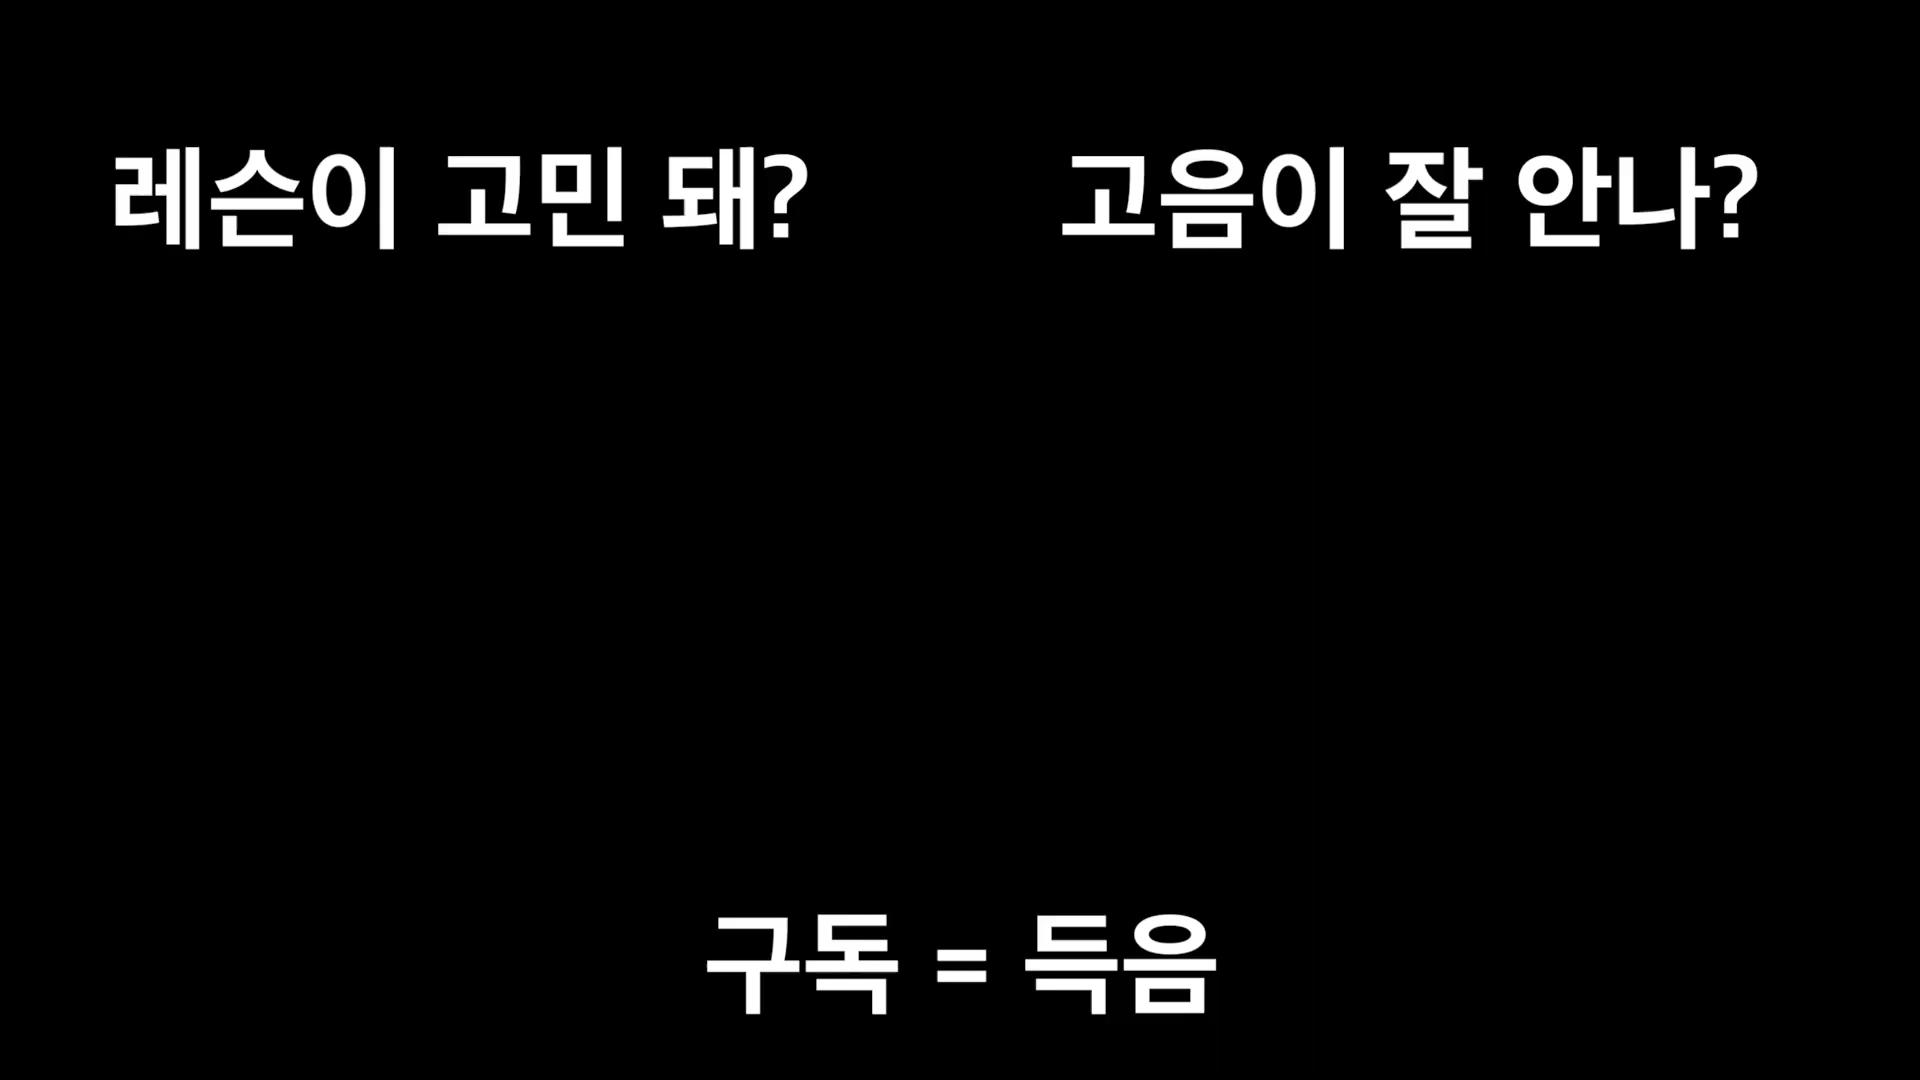 레슨이 고민 돼?
고음이 잘 안나?
구독 = 득음